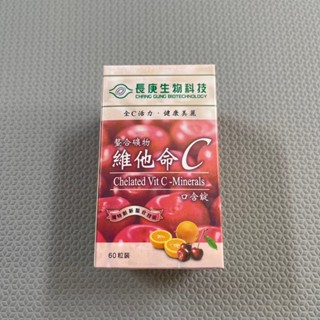 長庚生物科技
CHANG GUNG BIOTECHNOLOGY
全C活力・健康美麗
螯合礦物
維他命C
Chelated Vit C -Minerals
口含錠
60粒裝